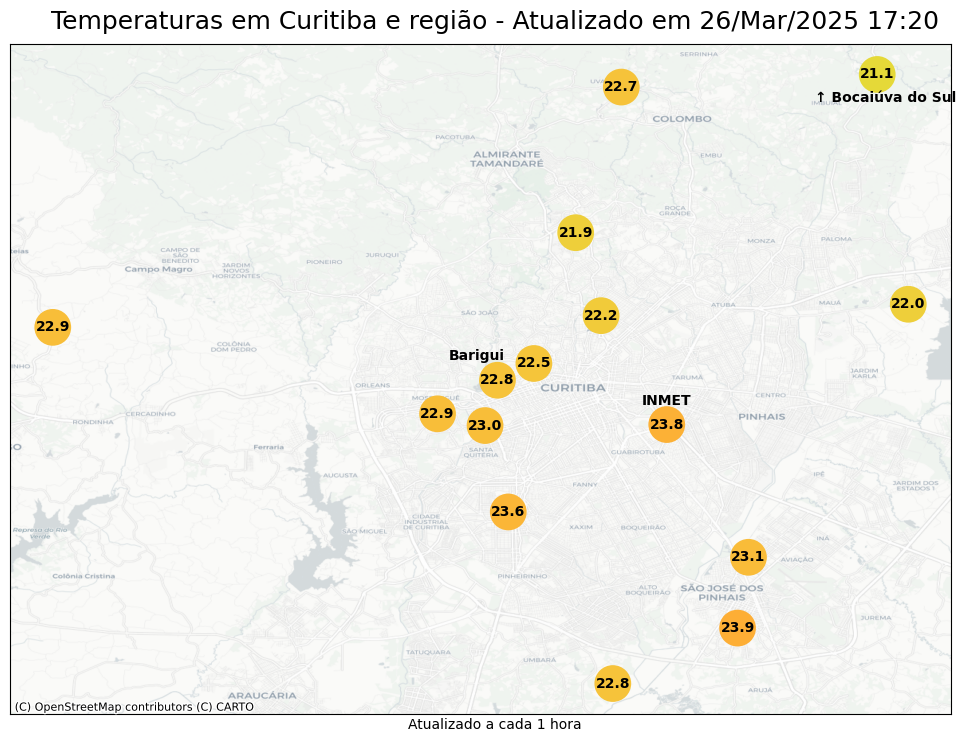 Temperaturas em Curitiba e região - Atualizado em 26/Mar/2025 17:20
SERRINHA
21.1
22.7
↑ Bocaiúva do Sul
COLOMBO
PACOTUBA
ALMIRANTE
TAMANDARÉ
EMBU
ROÇA
GRANDE
21.9
MONZA
PALOMA
CAMPO DE
SÃO
BENEDITO
JURUQUI
PIONEIRO
Campo Magro
JARDIM
NOVOS
HORIZONTES
22.0
MAUÁ
ATUBA
SÃO JOÃO
22.2
22.9
COLÔNIA
DOM PEDRO
Barigui
22.5
22.8
JARDIM
KARLA
TARUMÃ
ORLEANS
CURITIBA
CENTRO
INMET
22.9
23.0
23.8
PINHAIS
CERCADINHO
RONDINHA
Ferraria
SANTA
QUITÉRIA
GUABIROTUBA
AUGUSTA
IPÊ
FANNY
JARDIM DOS
ESTADOS I
23.6
CIDADE
INDUSTRIAL
DE CURITIBA
SÃO MIGUEL
XAXIM
BOQUEIRÃO
Represa do Rio
Verde
INÁ
23.1
AVIAÇÃO
Colônia Cristina
PINHEIRINHO
ALTO
BOQUEIRÃO
SÃO JOSÉ DOS
PINHAIS
JUREMA
23.9
TATUQUARA
UMBARÁ
22.8
ARUJÁ
ARAUCÁRIA
(C) OpenStreetMap contributors (C) CARTO
Atualizado a cada 1 hora